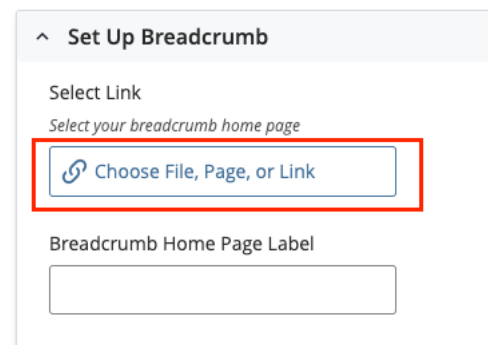 Set Up Breadcrumb
Select Link
Select your breadcrumb home page
Choose File, Page, or Link
Breadcrumb Home Page Label